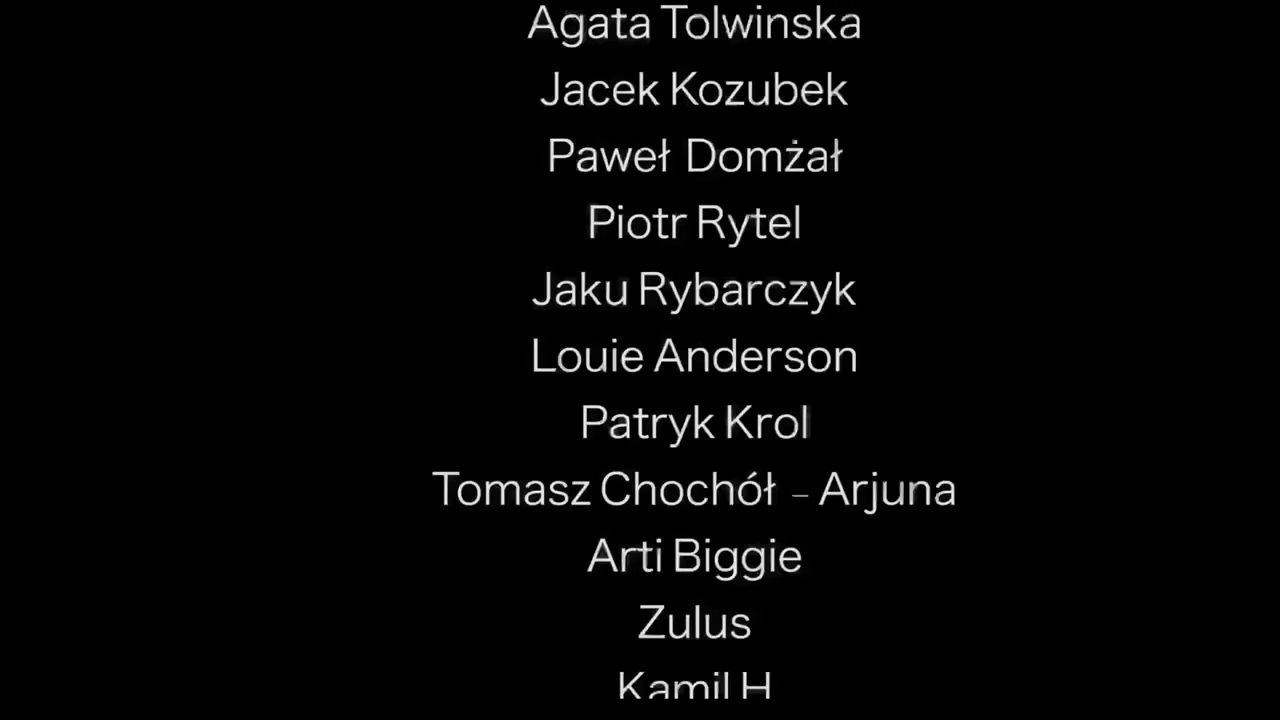 Agata Tolwinska
Jacek Kozubek
Paweł Domżał
Piotr Rytel
Jaku Rybarczyk
Louie Anderson
Patryk Krol
Tomasz Chochół – Arjuna
Arti Biggie
Zulus
Kamil H